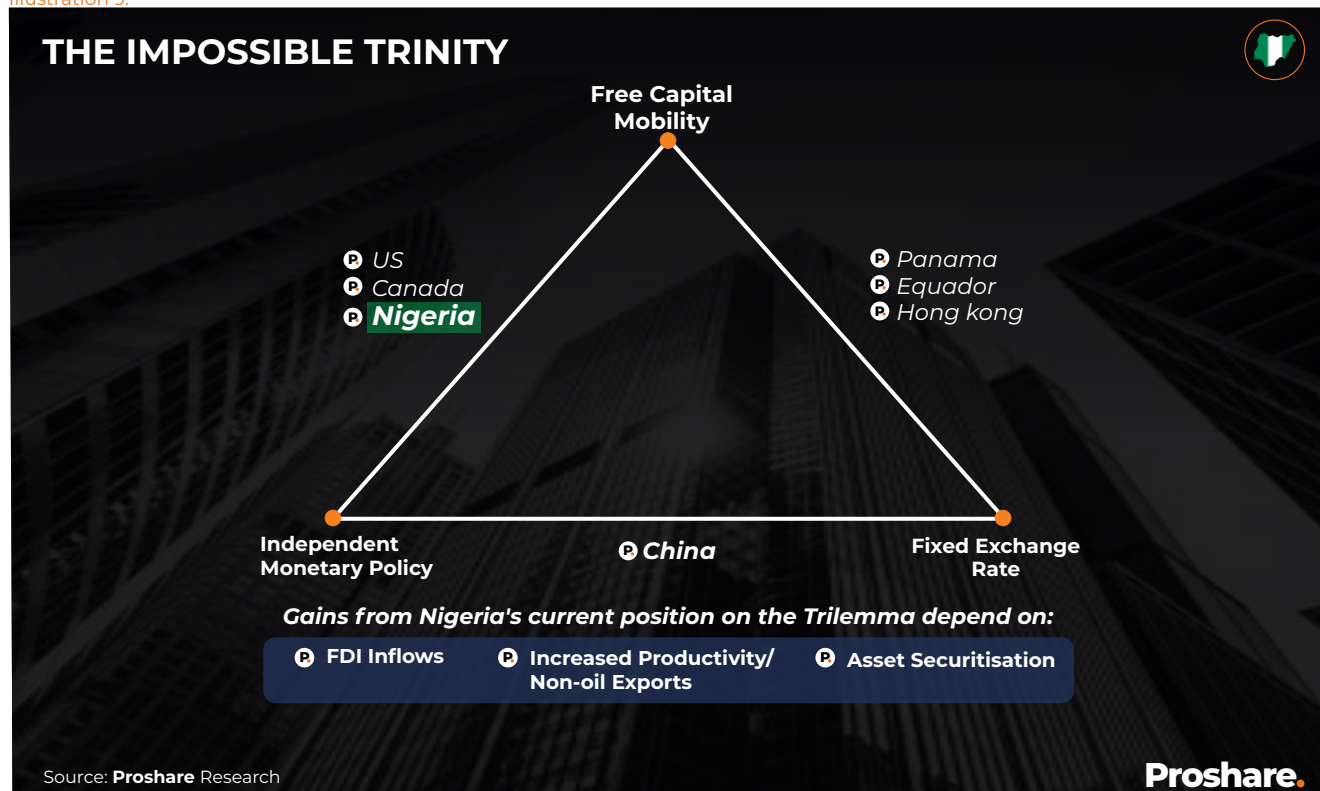 Illustration 9:
THE IMPOSSIBLE TRINITY
Free Capital
Mobility
US
Canada
Nigeria
Panama
Equador
Hong kong
Independent
Monetary Policy
China
Fixed Exchange
Rate
Gains from Nigeria's current position on the Trilemma depend on:
FDI Inflows
Increased Productivity/
Non-oil Exports
Asset Securitisation
Source: Proshare Research
Proshare.